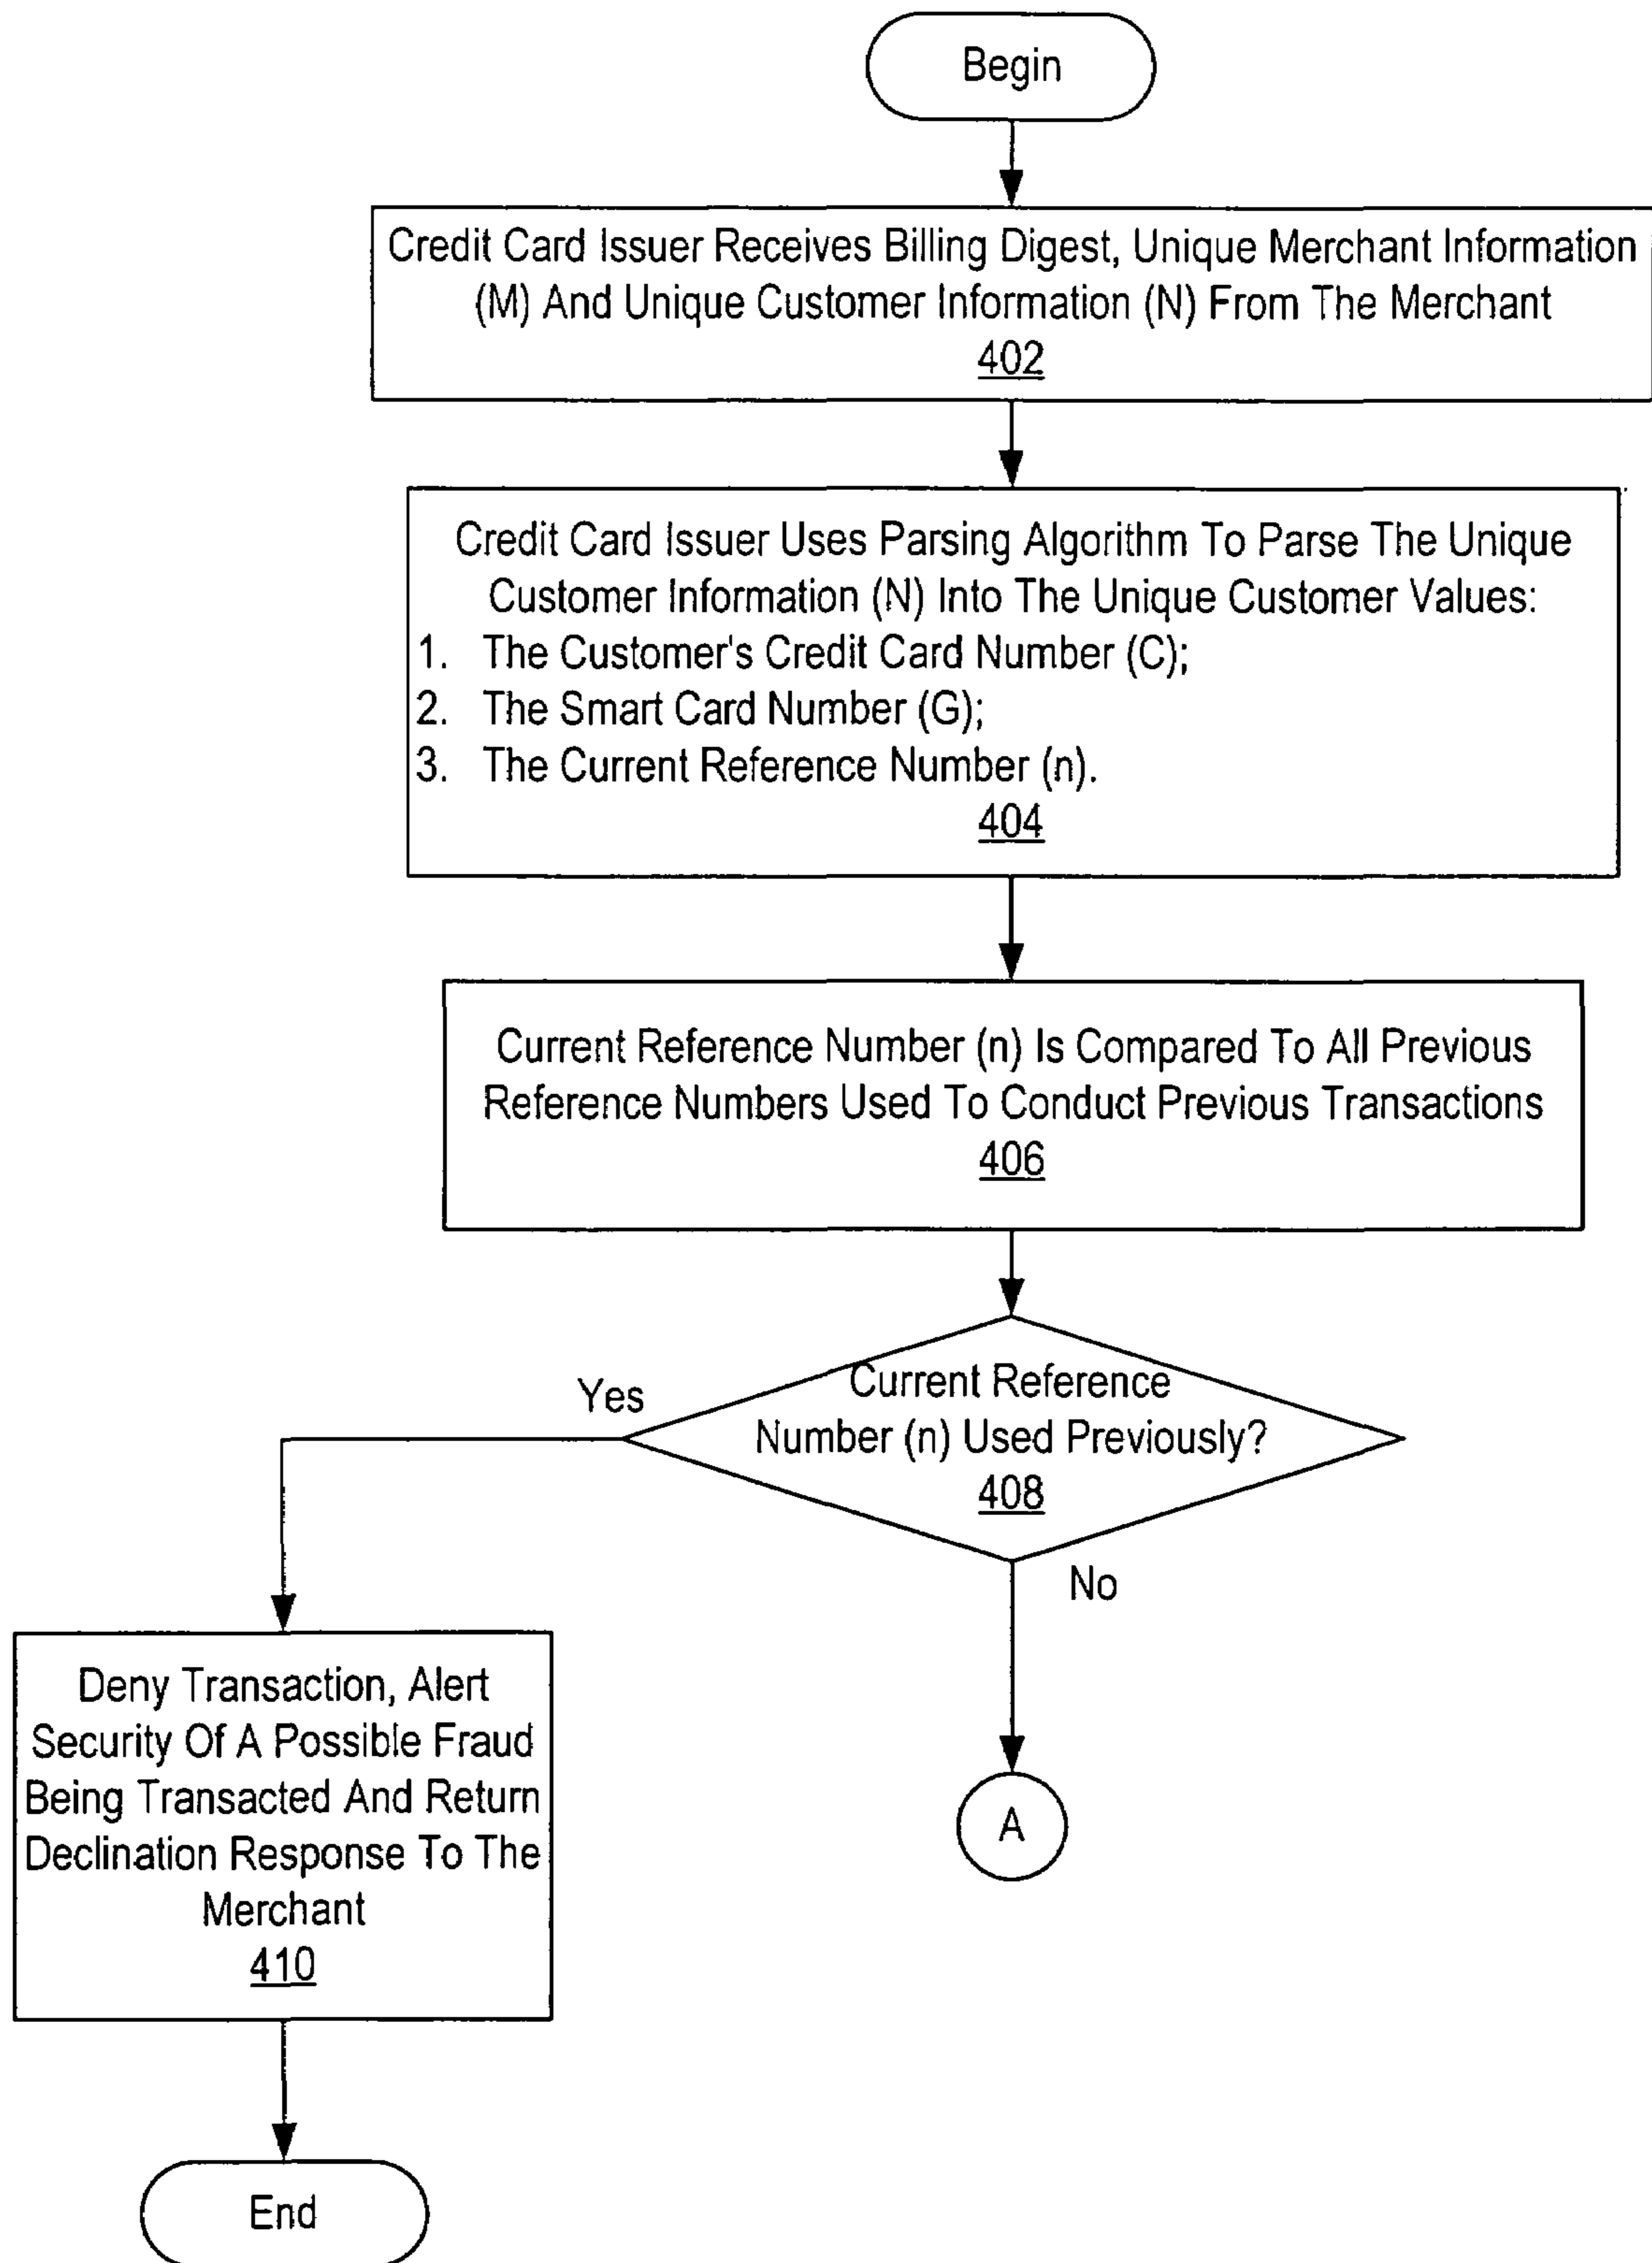 Begin
Credit Card Issuer Receives Billing Digest, Unique Merchant Information
(M) And Unique Customer Information (N) From The Merchant
402
Credit Card Issuer Uses Parsing Algorithm To Parse The Unique
Customer Information (N) Into The Unique Customer Values:
1. The Customer's Credit Card Number (C);
2. The Smart Card Number (G);
3. The Current Reference Number (n).
404
Current Reference Number (n) Is Compared To All Previous
Reference Numbers Used To Conduct Previous Transactions
406
Current Reference
Number (n) Used Previously?
408
Yes
No
Deny Transaction, Alert
Security Of A Possible Fraud
Being Transacted And Return
Declination Response To The
Merchant
410
A
End